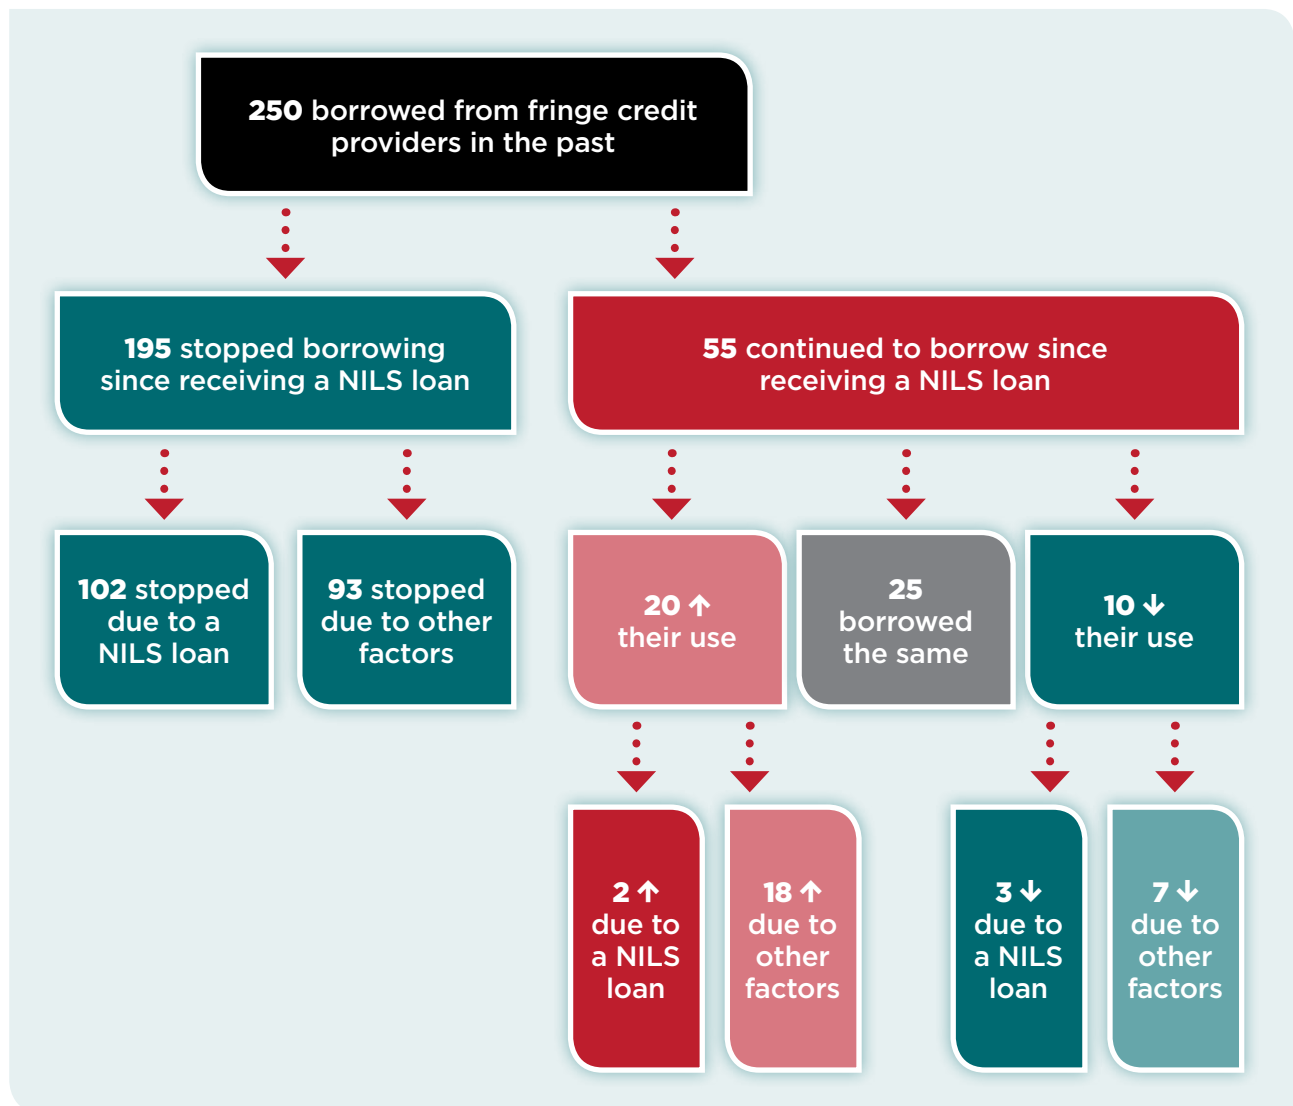 250 borrowed from fringe credit
providers in the past
195 stopped borrowing
since receiving a NILS loan
55 continued to borrow since
receiving a NILS loan
102 stopped
due to a
NILS loan
93 stopped
due to other
factors
20 ↑
their use
25
borrowed
the same
10 ↓
their use
2 ↑
due to
a NILS
loan
18 ↑
due to
other
factors
3 ↓
due to
a NILS
loan
7 ↓
due to
other
factors